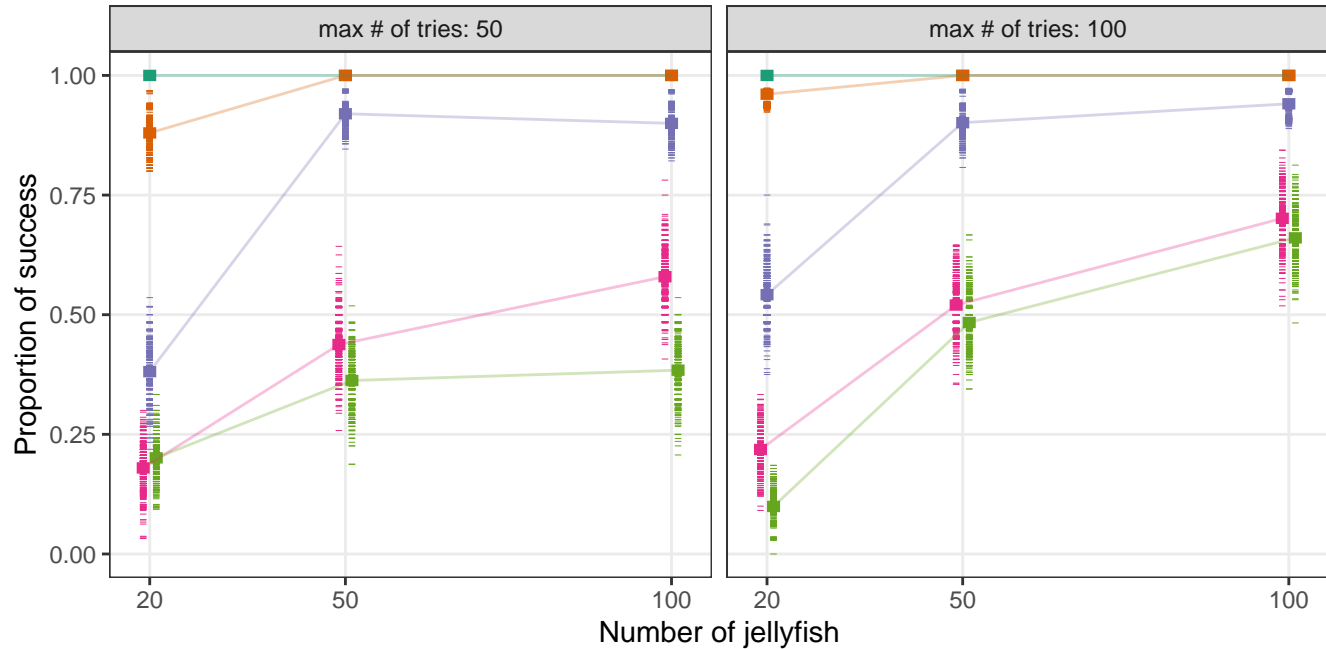 max # of tries: 50
max # of tries: 100
1.00
0.75
0.50
0.25
0.00
Proportion of success
20
50
100
20
50
100
Number of jellyfish